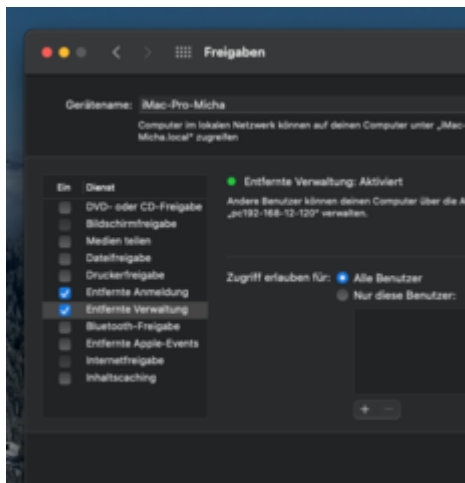 Freigaben
Gerätename: iMac-Pro-Micha
Computer im lokalen Netzwerk können auf deinen Computer unter „iMac-
Micha.local“ zugreifen
Ein Dienst
DVD- oder CD-Freigabe
Bildschirmfreigabe
Medien teilen
Dateifreigabe
Druckerfreigabe
Entfernte Anmeldung
Entfernte Verwaltung
Bluetooth-Freigabe
Entfernte Apple-Events
Internetfreigabe
Inhaltscaching
Entfernte Verwaltung: Aktiviert
Andere Benutzer können deinen Computer über die A
„pc192-168-12-120“ verwalten.
Zugriff erlauben für: Alle Benutzer
Nur diese Benutzer: